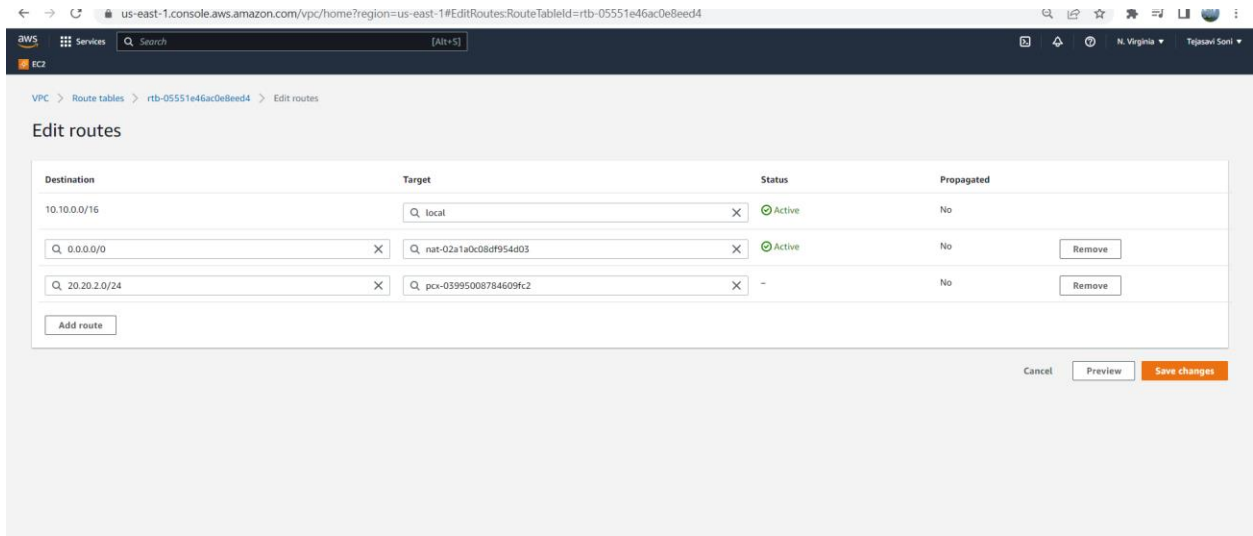 us-east-1.console.aws.amazon.com/vpc/home?region=us-east-1#EditRoutes:RouteTableId=rtb-05551e46ac0e8eed4
aws Services Search [Alt+S] N. Virginia Tejasavi Soni
EC2
VPC > Route tables > rtb-05551e46ac0e8eed4 > Edit routes
Edit routes
Destination Target Status Propagated
10.10.0.0/16 local Active No
0.0.0.0/0 nat-02a1a0c08df954d03 Active No Remove
20.20.2.0/24 pcx-03995008784609fc2 – No Remove
Add route
Cancel Preview Save changes